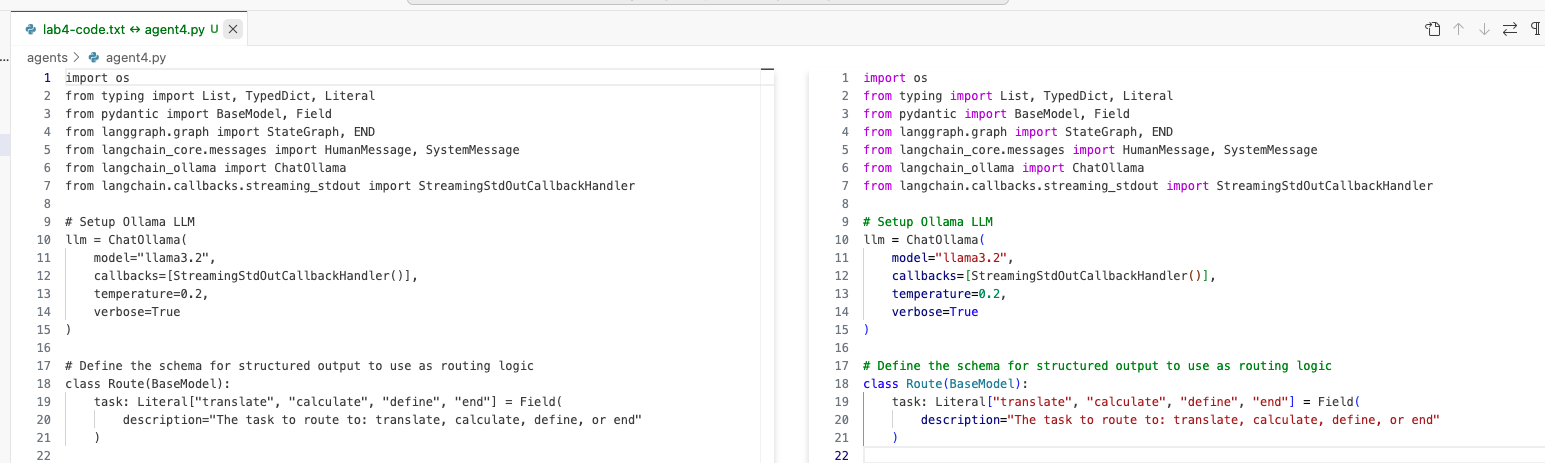 lab4-code.txt ↔ agent4.py U
... agents > agent4.py
1 import os
2 from typing import List, TypedDict, Literal
3 from pydantic import BaseModel, Field
4 from langgraph.graph import StateGraph, END
5 from langchain_core.messages import HumanMessage, SystemMessage
6 from langchain_ollama import ChatOllama
7 from langchain.callbacks.streaming_stdout import StreamingStdOutCallbackHandler
8
9 # Setup Ollama LLM
10 llm = ChatOllama(
11     model="llama3.2",
12     callbacks=[StreamingStdOutCallbackHandler()],
13     temperature=0.2,
14     verbose=True
15 )
16
17 # Define the schema for structured output to use as routing logic
18 class Route(BaseModel):
19     task: Literal["translate", "calculate", "define", "end"] = Field(
20         description="The task to route to: translate, calculate, define, or end"
21     )
22
1 import os
2 from typing import List, TypedDict, Literal
3 from pydantic import BaseModel, Field
4 from langgraph.graph import StateGraph, END
5 from langchain_core.messages import HumanMessage, SystemMessage
6 from langchain_ollama import ChatOllama
7 from langchain.callbacks.streaming_stdout import StreamingStdOutCallbackHandler
8
9 # Setup Ollama LLM
10 llm = ChatOllama(
11     model="llama3.2",
12     callbacks=[StreamingStdOutCallbackHandler()],
13     temperature=0.2,
14     verbose=True
15 )
16
17 # Define the schema for structured output to use as routing logic
18 class Route(BaseModel):
19     task: Literal["translate", "calculate", "define", "end"] = Field(
20         description="The task to route to: translate, calculate, define, or end"
21     )
22